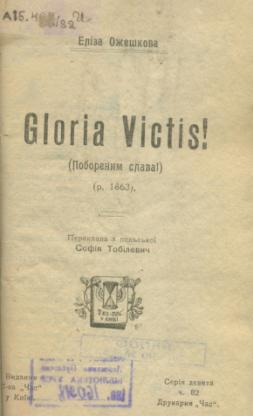 Еліза Ожешкова
Gloria Victis!
(Побореним слава!)
(р. 1863).
Переклала з польської
Софія Тобілевич
Видання
Т-ва „Час"
у Київі.
Серія девята
ч. 82
Друкарня „Час".